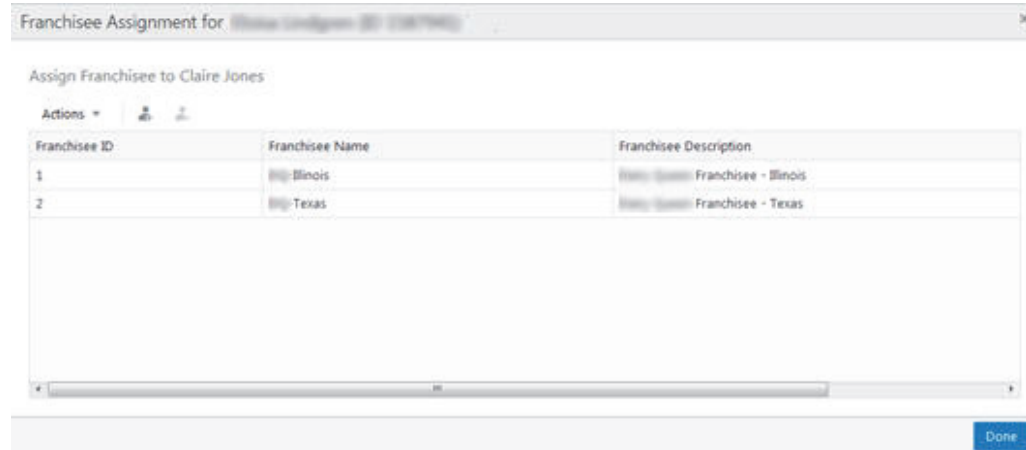 Franchisee Assignment for
Assign Franchisee to Claire Jones
Actions
Franchisee ID Franchisee Name Franchisee Description
1 Illinois Franchisee - Illinois
2 Texas Franchisee - Texas
Done